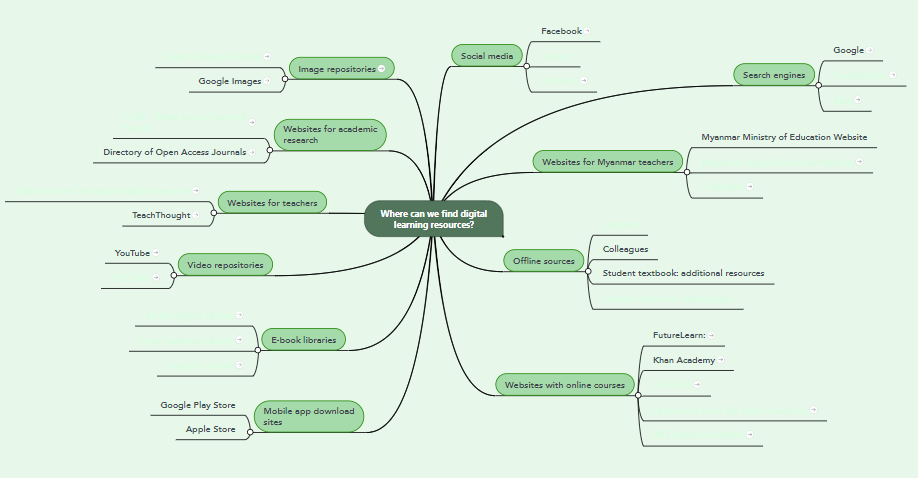 Where can we find digital
learning resources?
Social media
Facebook
Search engines
Google
Websites for Myanmar teachers
Myanmar Ministry of Education Website
Offline sources
Colleagues
Student textbook: additional resources
Websites with online courses
FutureLearn:
Khan Academy
Image repositories
Google Images
Websites for academic
research
Directory of Open Access Journals
Websites for teachers
TeachThought
Video repositories
YouTube
E-book libraries
Mobile app download
sites
Google Play Store
Apple Store